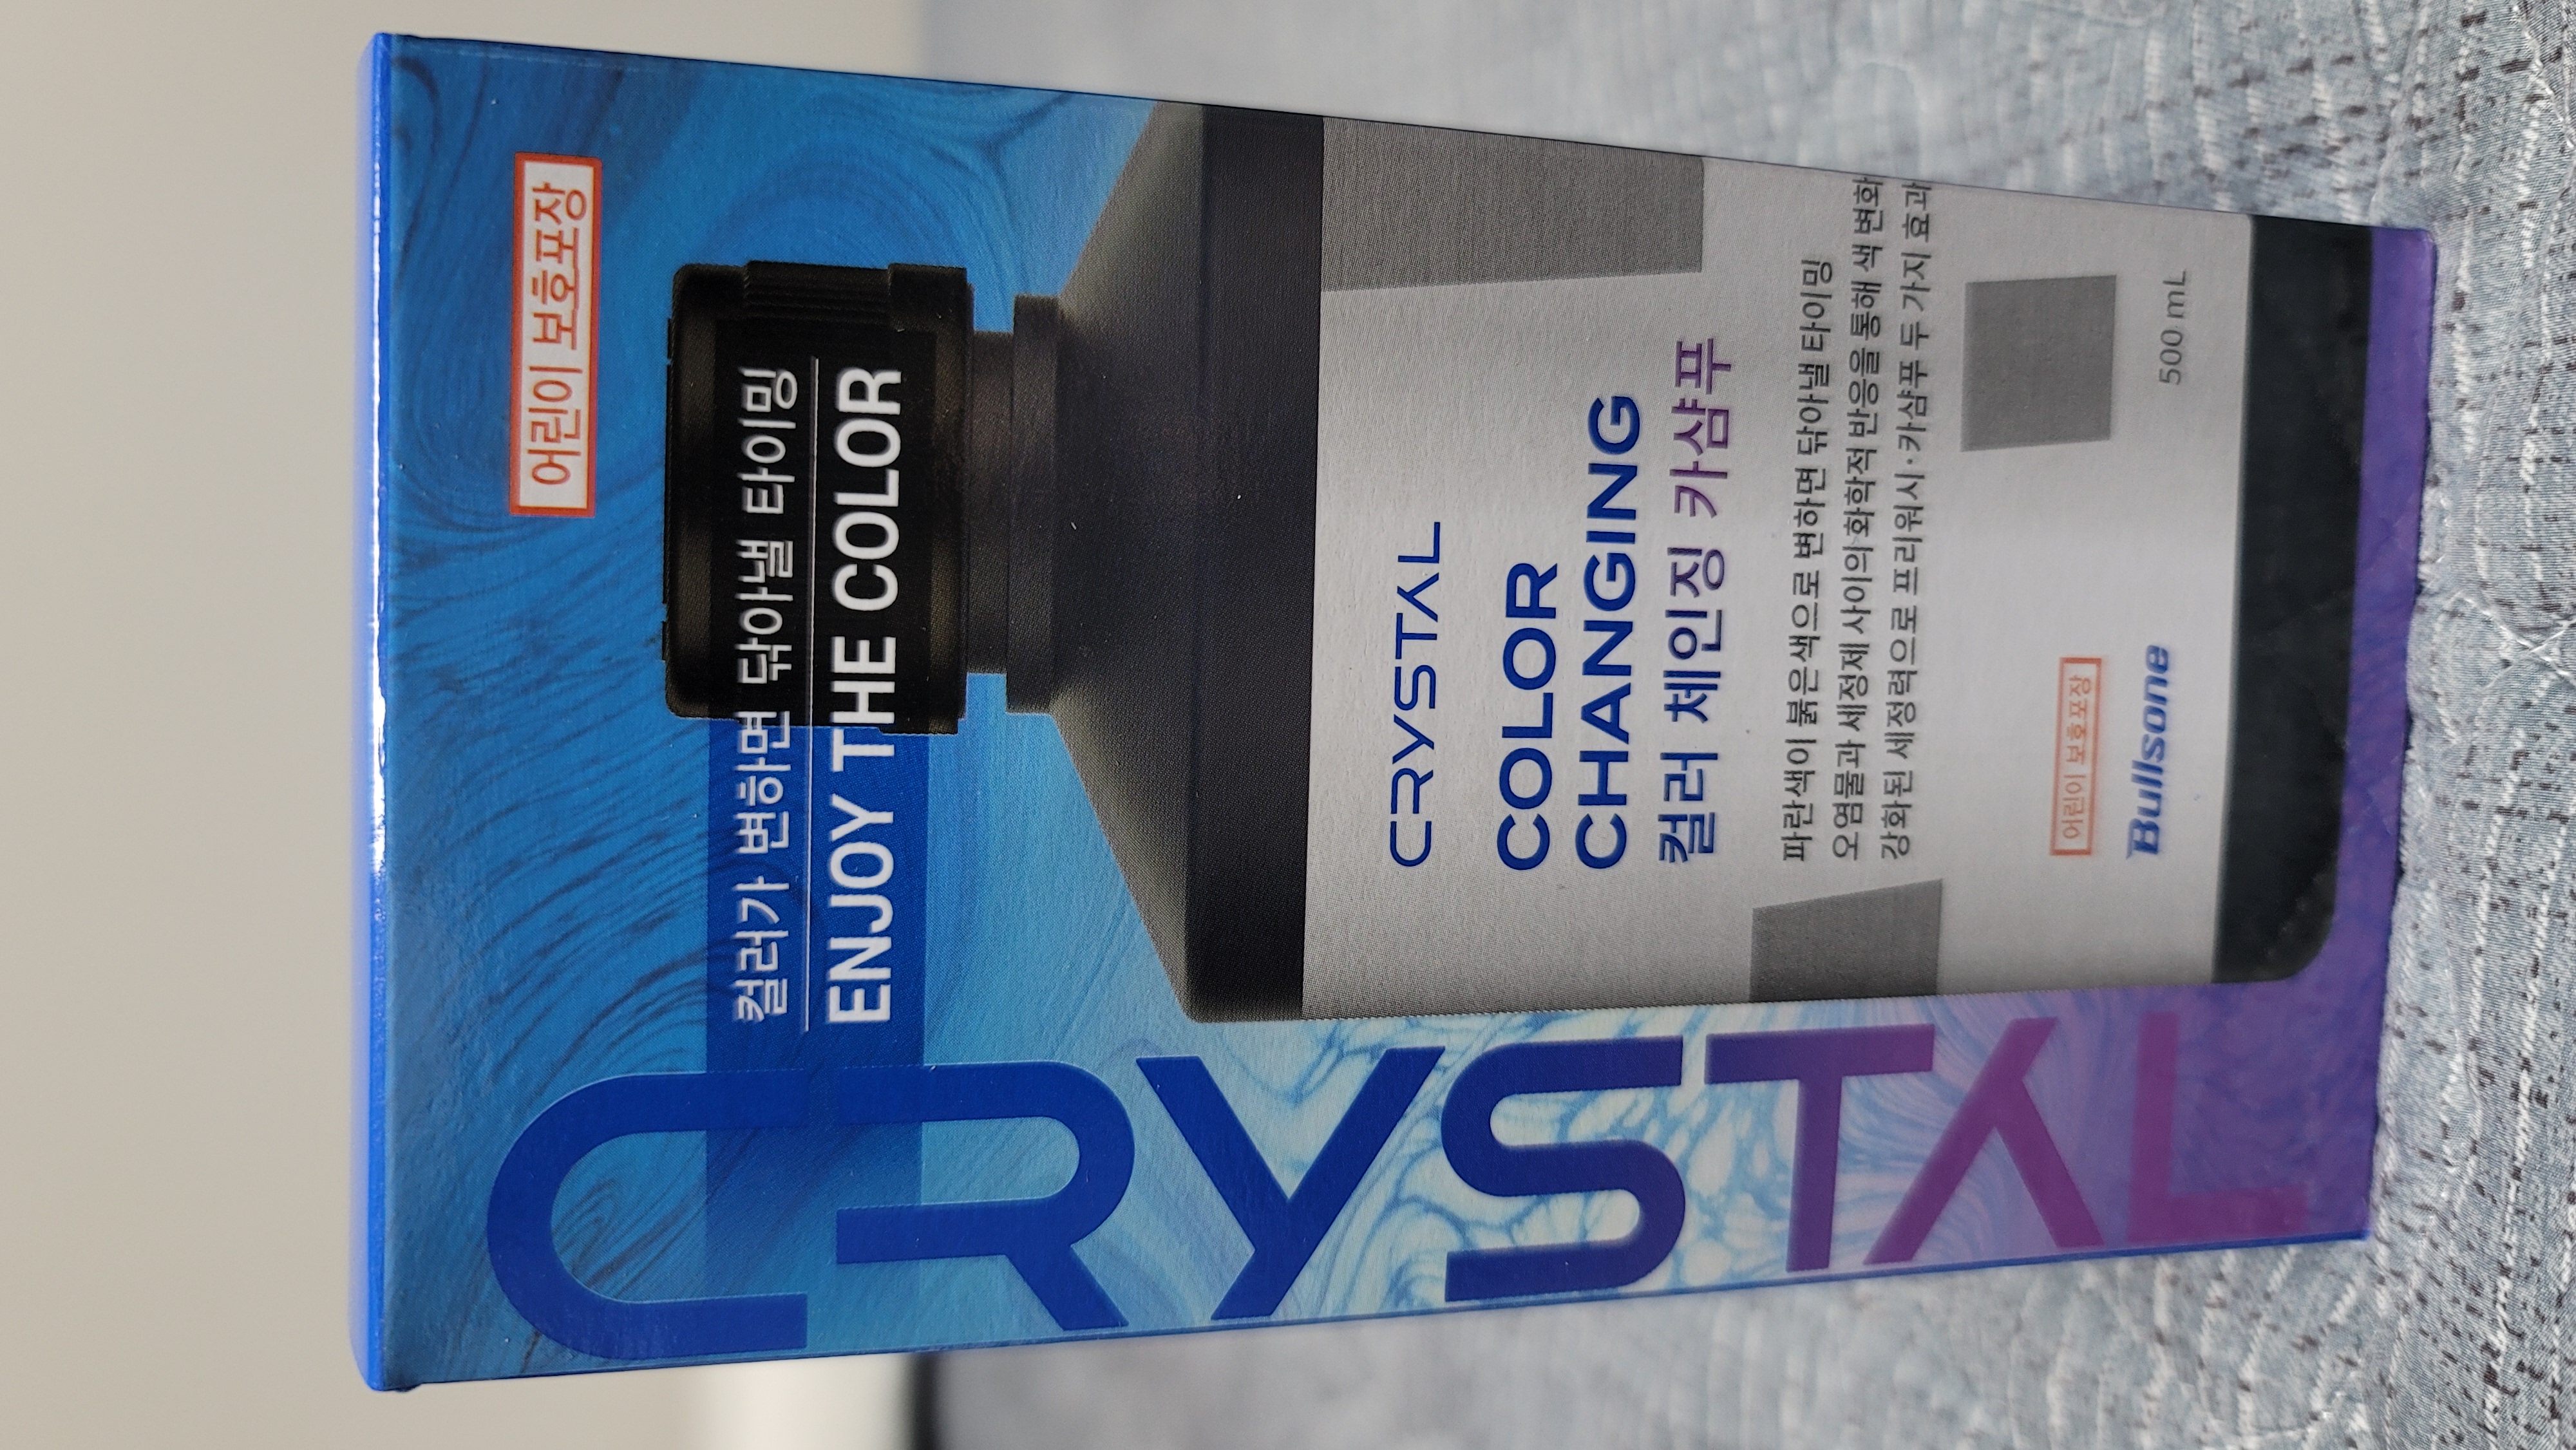 어린이 보호포장
컬러가 변하면 닦아낼 타이밍
ENJOY THE COLOR
CRYSTAL
CRYSTAL
COLOR
CHANGING
컬러 체인징 카샴푸
파란색이 붉은색으로 변하면 닦아낼 타이밍
오염물과 세정제 사이의 화학적 반응을 통해 색 변화
강화된 세정력으로 프리워시·카샴푸 두 가지 효과
어린이 보호포장
Bullsone
500 mL